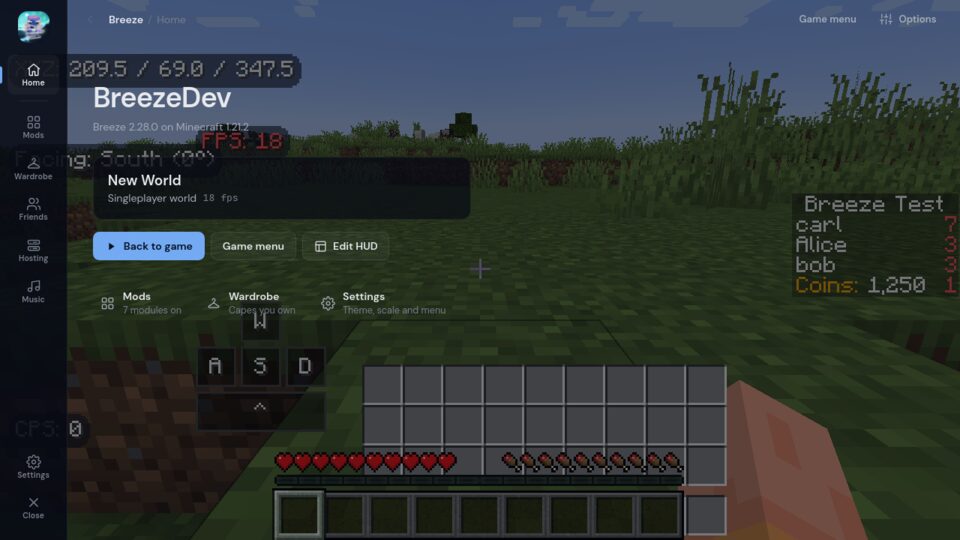 Breeze / Home
Game menu
Options
XYZ: 209.5 / 69.0 / 347.5
Home
BreezeDev
Breeze 2.28.0 on Minecraft 1.21.2
FPS: 18
Mods
Facing: South (0°)
Wardrobe
New World
Singleplayer world 18 fps
Friends
Breeze Test
carl 7
Alice 3
bob 3
Coins: 1,250 1
Hosting
Back to game
Game menu
Edit HUD
Music
Mods
7 modules on
Wardrobe
Capes you own
Settings
Theme, scale and menu
W
A S D
^
CPS: 0
Settings
Close